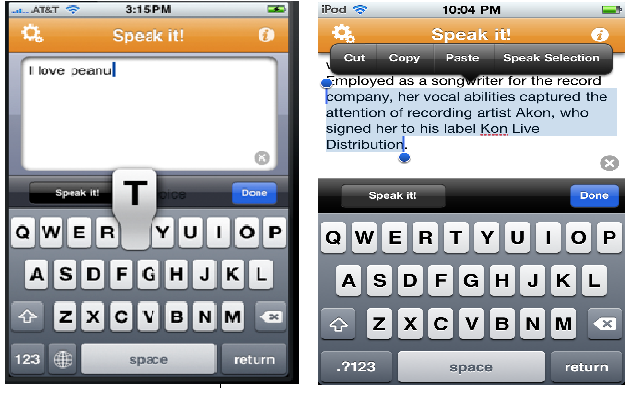 AT&T 3:15PM
Speak it!
I love peanu
Speak it! T Done
Q W E R Y U I O P
A S D F G H J K L
Z X C V B N M
123 space return
iPod 10:04 PM
Speak it!
Cut Copy Paste Speak Selection
Employed as a songwriter for the record
company, her vocal abilities captured the
attention of recording artist Akon, who
signed her to his label Kon Live
Distribution.
Speak it! Done
Q W E R T Y U I O P
A S D F G H J K L
Z X C V B N M
.?123 space return